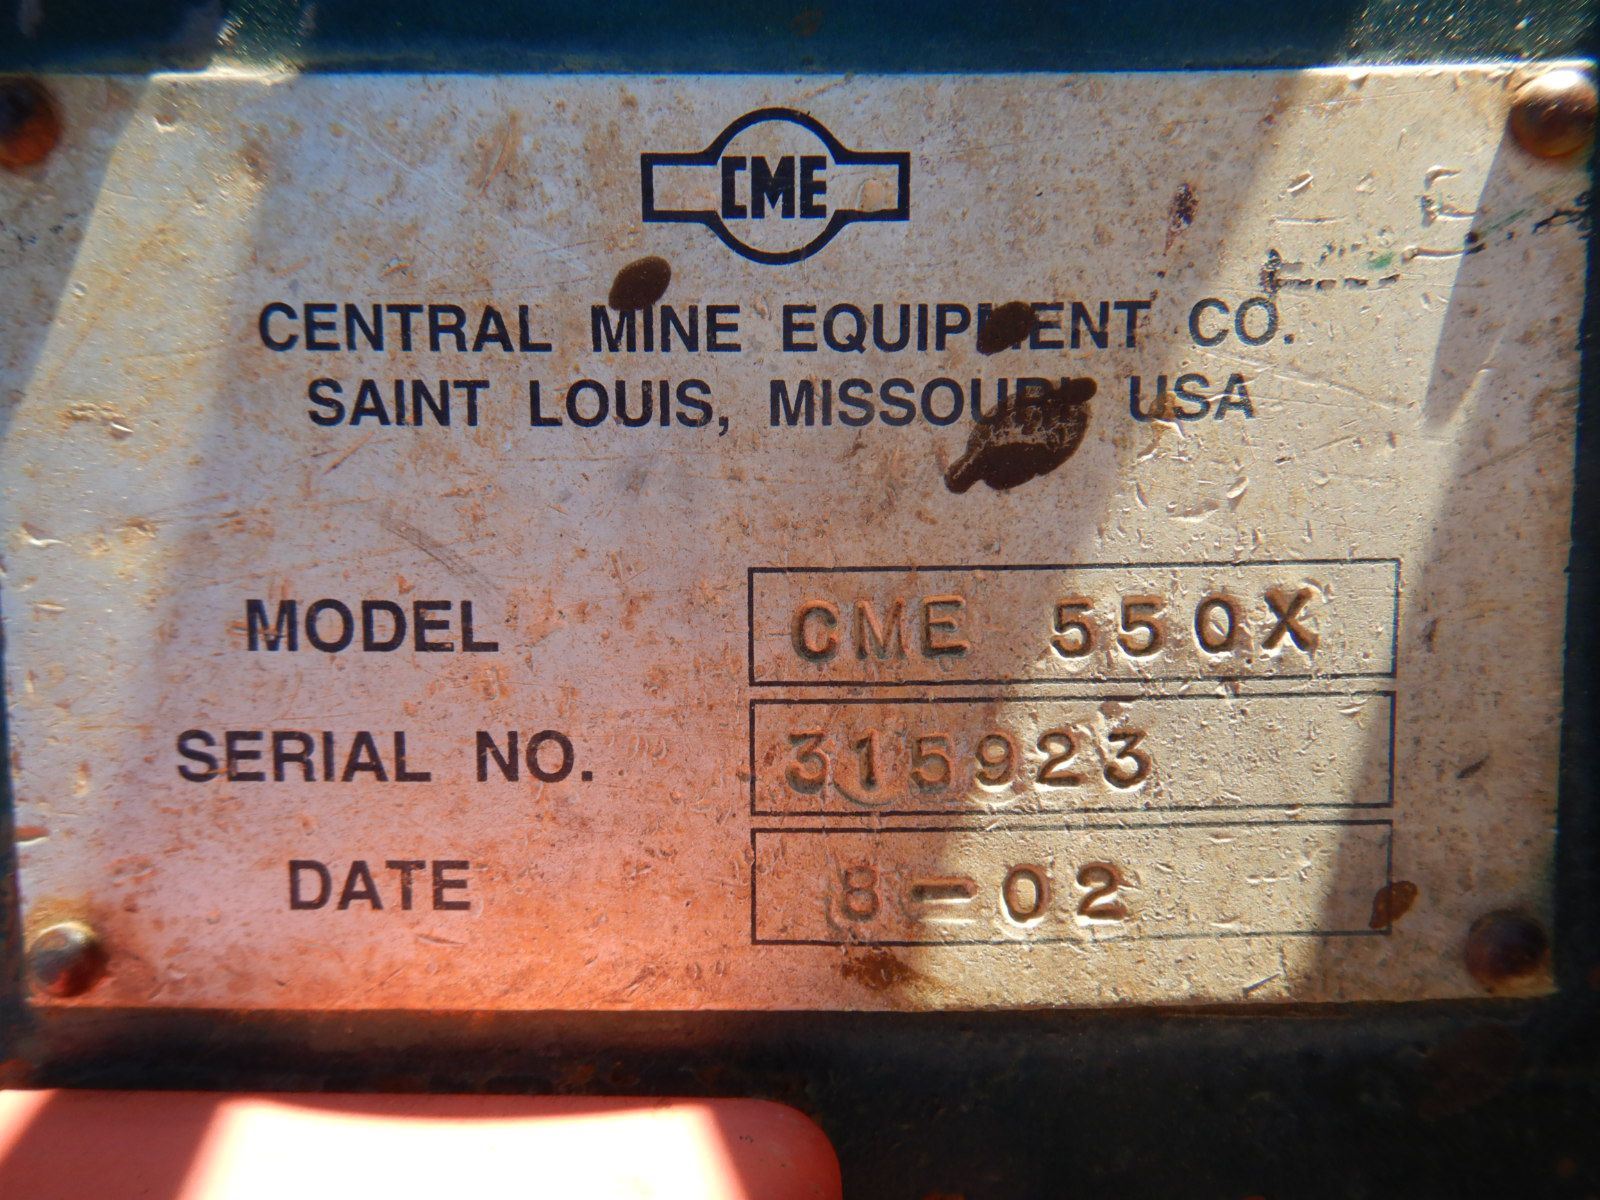 CME
CENTRAL MINE EQUIPMENT CO.
SAINT LOUIS, MISSOURI USA
MODEL CME 550X
SERIAL NO. 315923
DATE 8-02